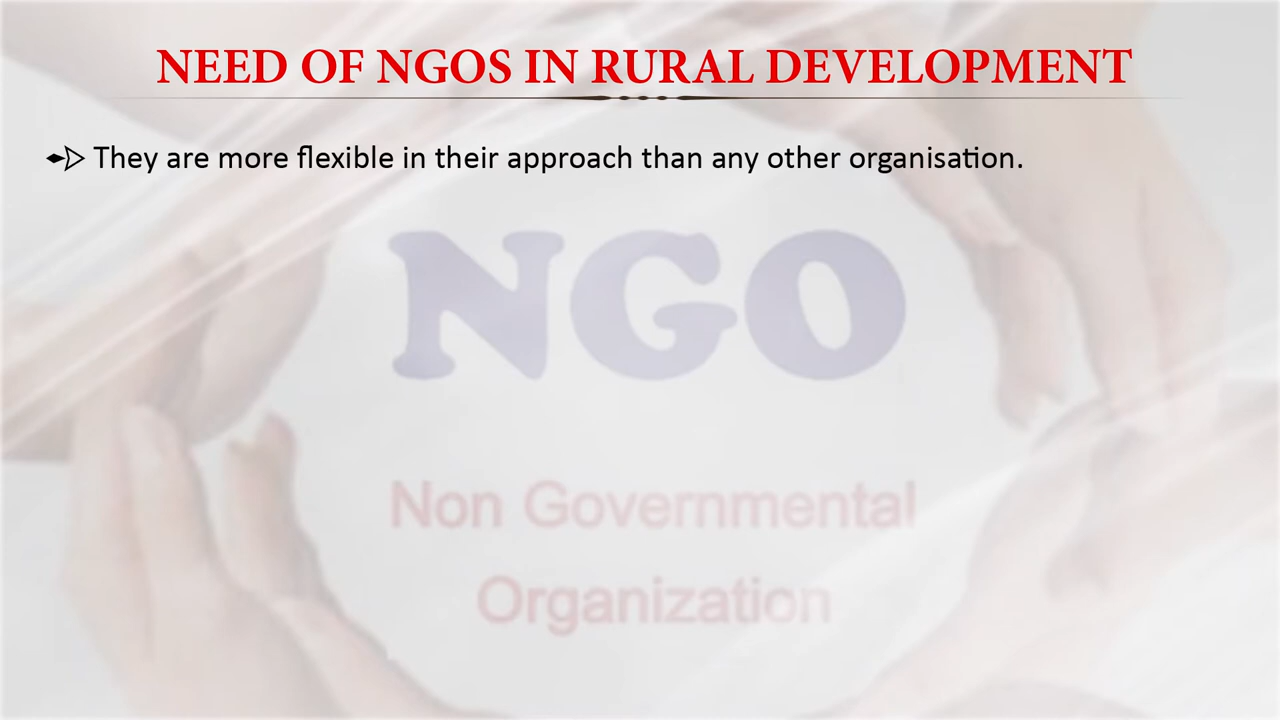 NEED OF NGOS IN RURAL DEVELOPMENT
They are more flexible in their approach than any other organisation.
NGO
Non Governmental
Organization